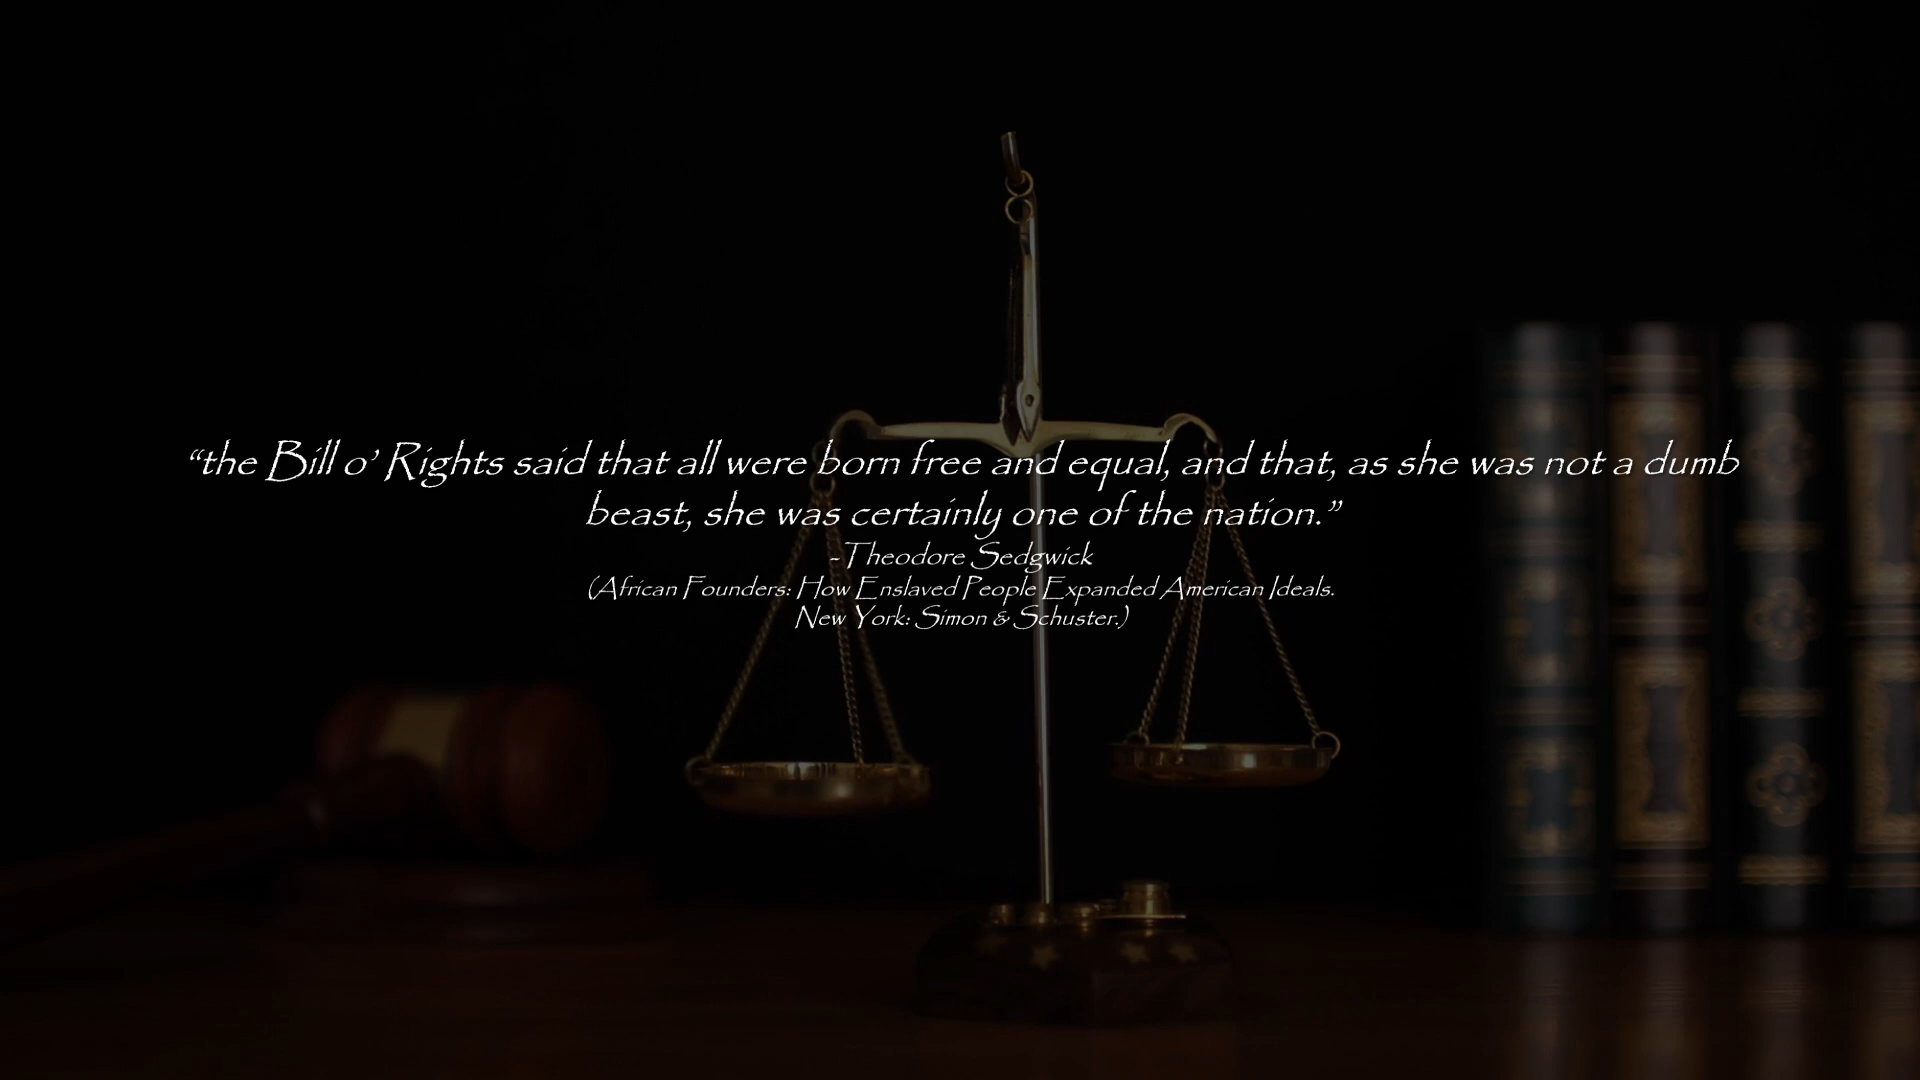 “the Bill o’ Rights said that all were born free and equal, and that, as she was not a dumb
beast, she was certainly one of the nation.”
-Theodore Sedgwick
(African Founders: How Enslaved People Expanded American Ideals.
New York: Simon & Schuster.)